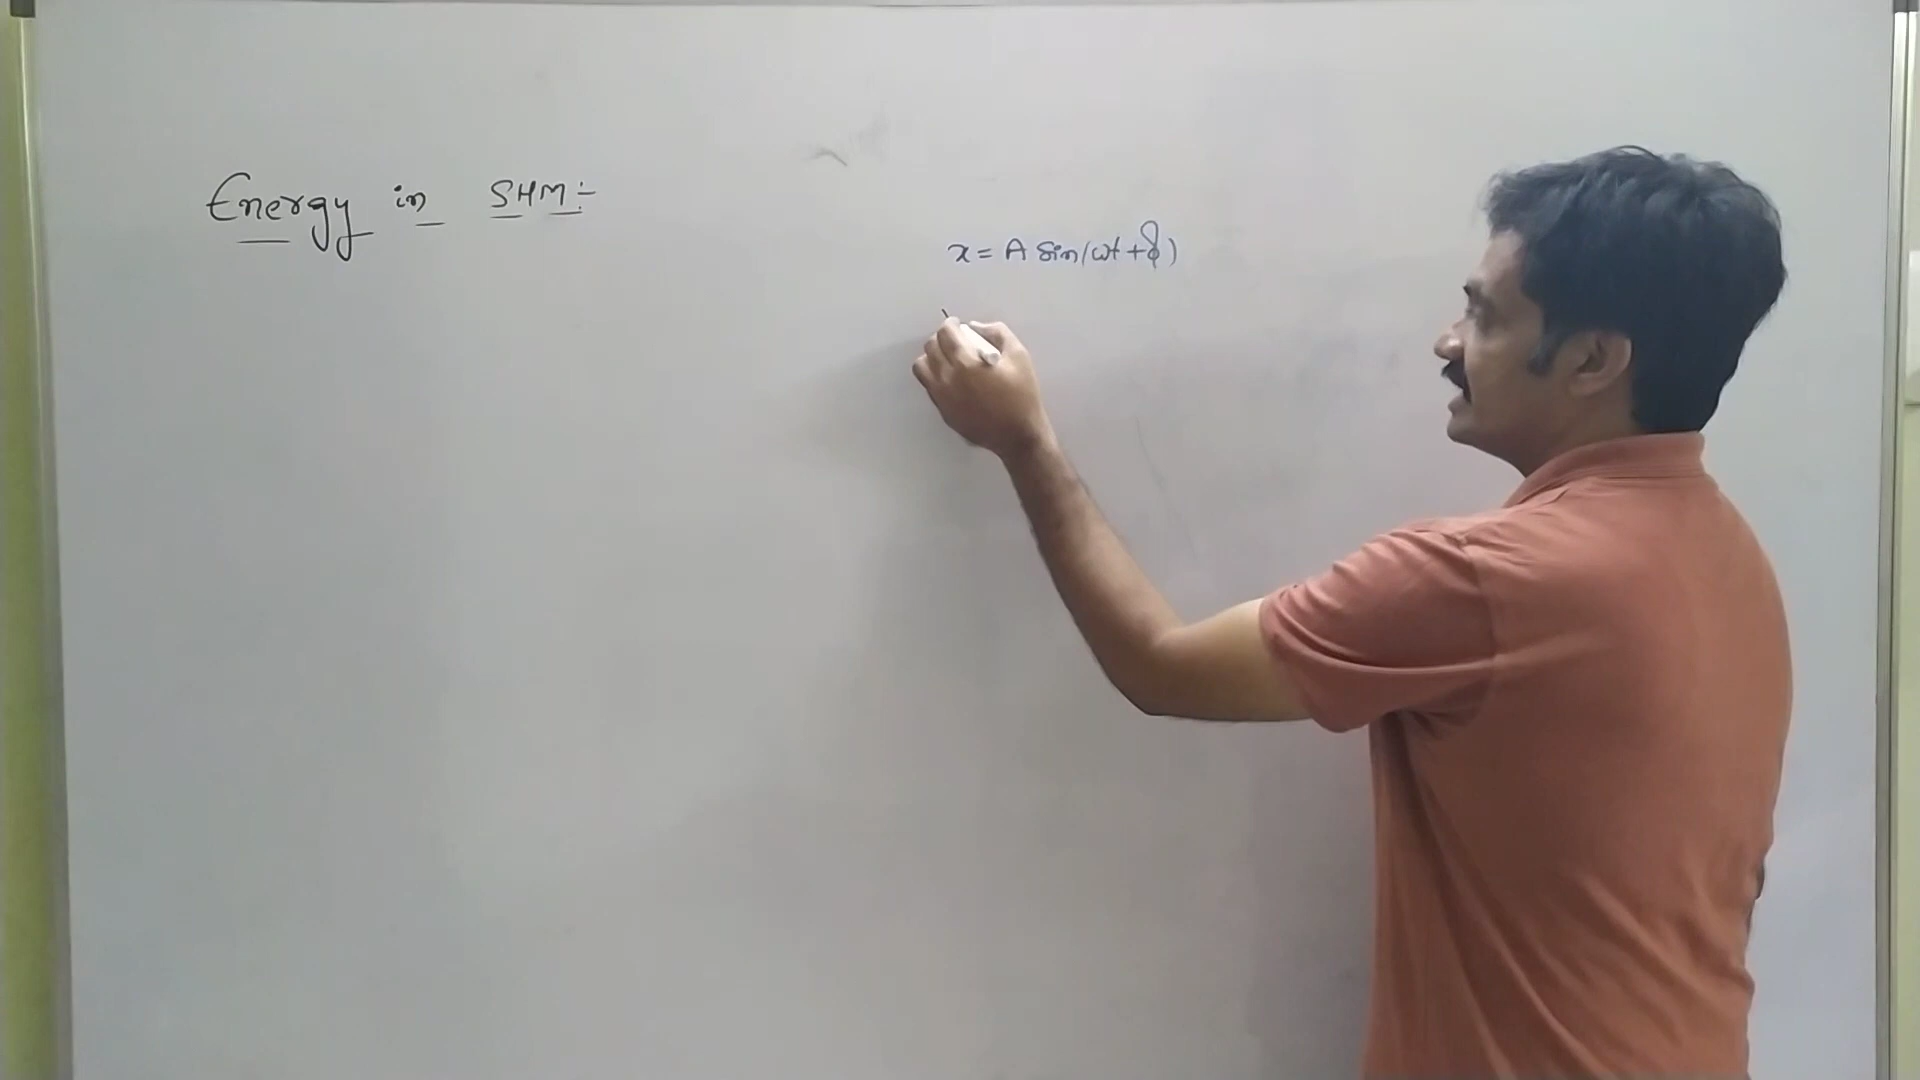 Energy in SHM:-
x = A sin(ωt + φ)